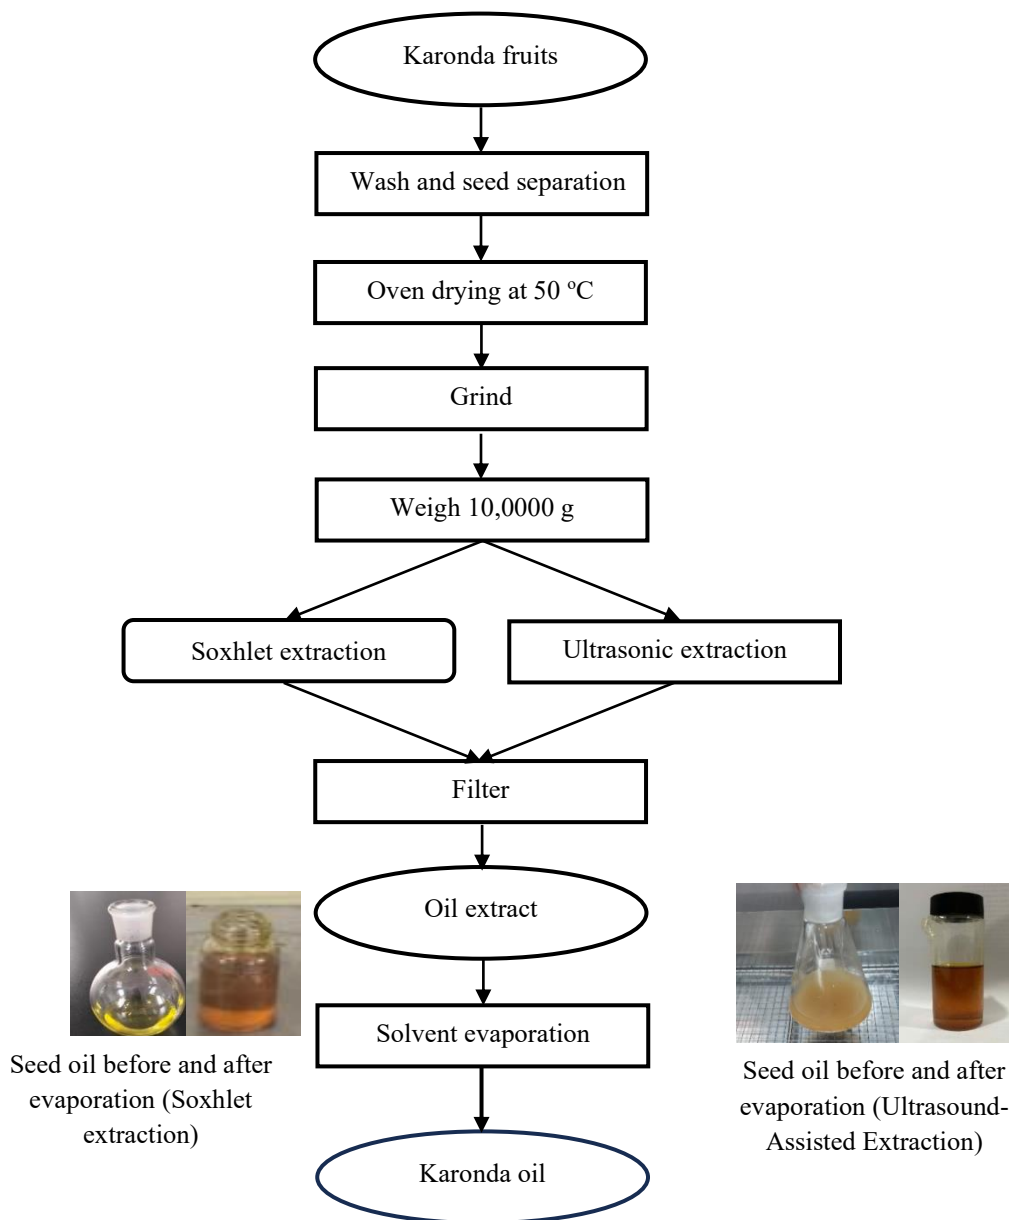 Karonda fruits
Wash and seed separation
Oven drying at 50 ºC
Grind
Weigh 10,0000 g
Soxhlet extraction
Ultrasonic extraction
Filter
Oil extract
Solvent evaporation
Seed oil before and after
evaporation (Soxhlet
extraction)
Seed oil before and after
evaporation (Ultrasound-
Assisted Extraction)
Karonda oil